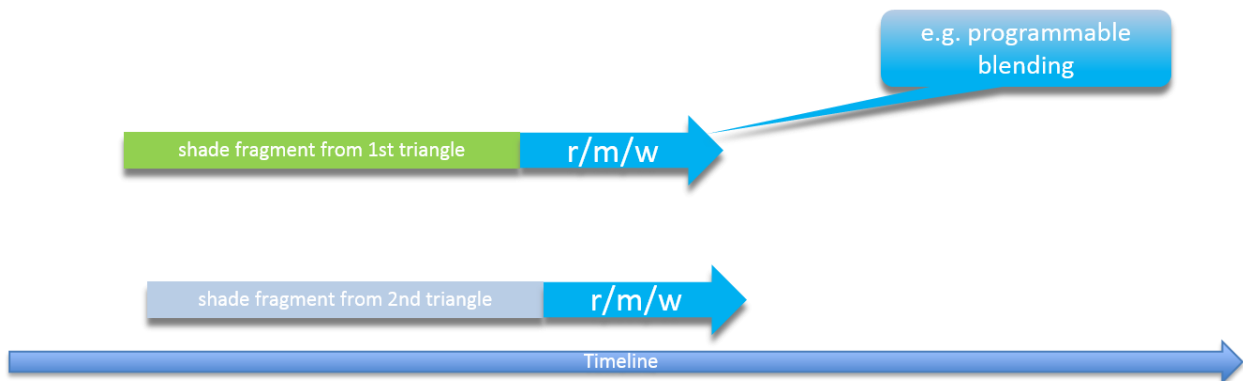 e.g. programmable
blending
shade fragment from 1st triangle
r/m/w
shade fragment from 2nd triangle
r/m/w
Timeline